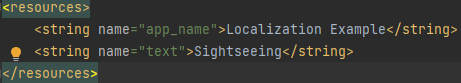 <resources>
<string name="app_name">Localization Example</string>
<string name="text">Sightseeing</string>
</resources>